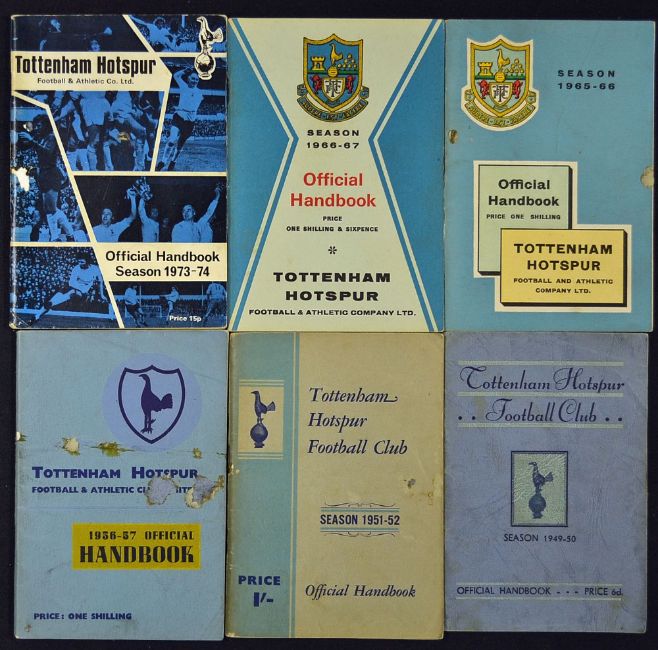 Tottenham Hotspur
Football & Athletic Co. Ltd.
Official Handbook
Season 1973-74
Price 15p
SEASON
1966-67
Official
Handbook
PRICE
ONE SHILLING & SIXPENCE
TOTTENHAM
HOTSPUR
FOOTBALL & ATHLETIC COMPANY LTD.
SEASON
1965-66
Official
Handbook
PRICE ONE SHILLING
TOTTENHAM
HOTSPUR
FOOTBALL AND ATHLETIC
COMPANY LTD.
TOTTENHAM HOTSPUR
FOOTBALL & ATHLETIC
1956-57 OFFICIAL
HANDBOOK
PRICE: ONE SHILLING
Tottenham
Hotspur
Football Club
SEASON 1951-52
PRICE
1/-
Official Handbook
Tottenham Hotspur
. . Football Club . .
SEASON 1949-50
OFFICIAL HANDBOOK - - - PRICE 6d.